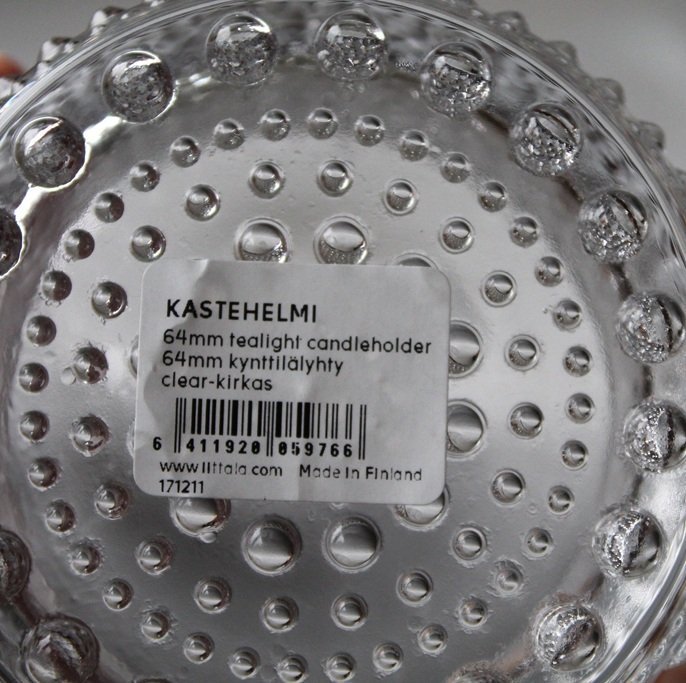 KASTEHELMI
64mm tealight candleholder
64mm kynttilälyhty
clear-kirkas
6 411920 059766
www.iittala.com Made in Finland
171211